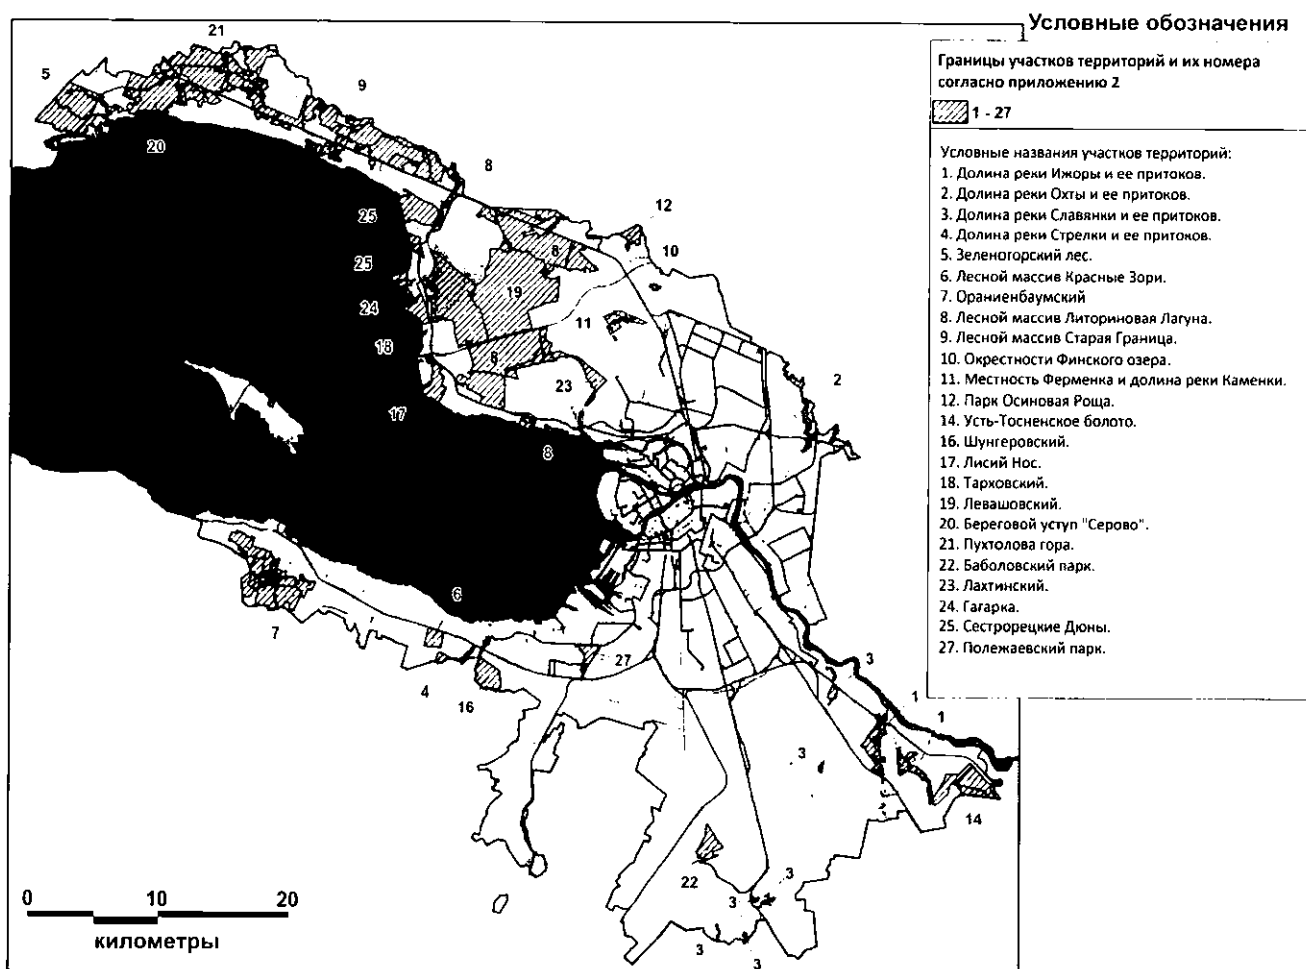 Условные обозначения
Границы участков территорий и их номера
согласно приложению 2
1 - 27
Условные названия участков территорий:
1. Долина реки Ижоры и ее притоков.
2. Долина реки Охты и ее притоков.
3. Долина реки Славянки и ее притоков.
4. Долина реки Стрелки и ее притоков.
5. Зеленогорский лес.
6. Лесной массив Красные Зори.
7. Ораниенбаумский
8. Лесной массив Литориновая Лагуна.
9. Лесной массив Старая Граница.
10. Окрестности Финского озера.
11. Местность Ферменка и долина реки Каменки.
12. Парк Осиновая Роща.
14. Усть-Тосненское болото.
16. Шунгеровский.
17. Лисий Нос.
18. Тарховский.
19. Левашовский.
20. Береговой уступ "Серово".
21. Пухтолова гора.
22. Баболовский парк.
23. Лахтинский.
24. Гагарка.
25. Сестрорецкие Дюны.
27. Полежаевский парк.
21
5
9
20
8
12
25
8
10
25
19
24
11
18
8
23
2
17
8
6
7
27
3
4
16
1
1
3
14
22
3
3
3
3
0 10 20
километры